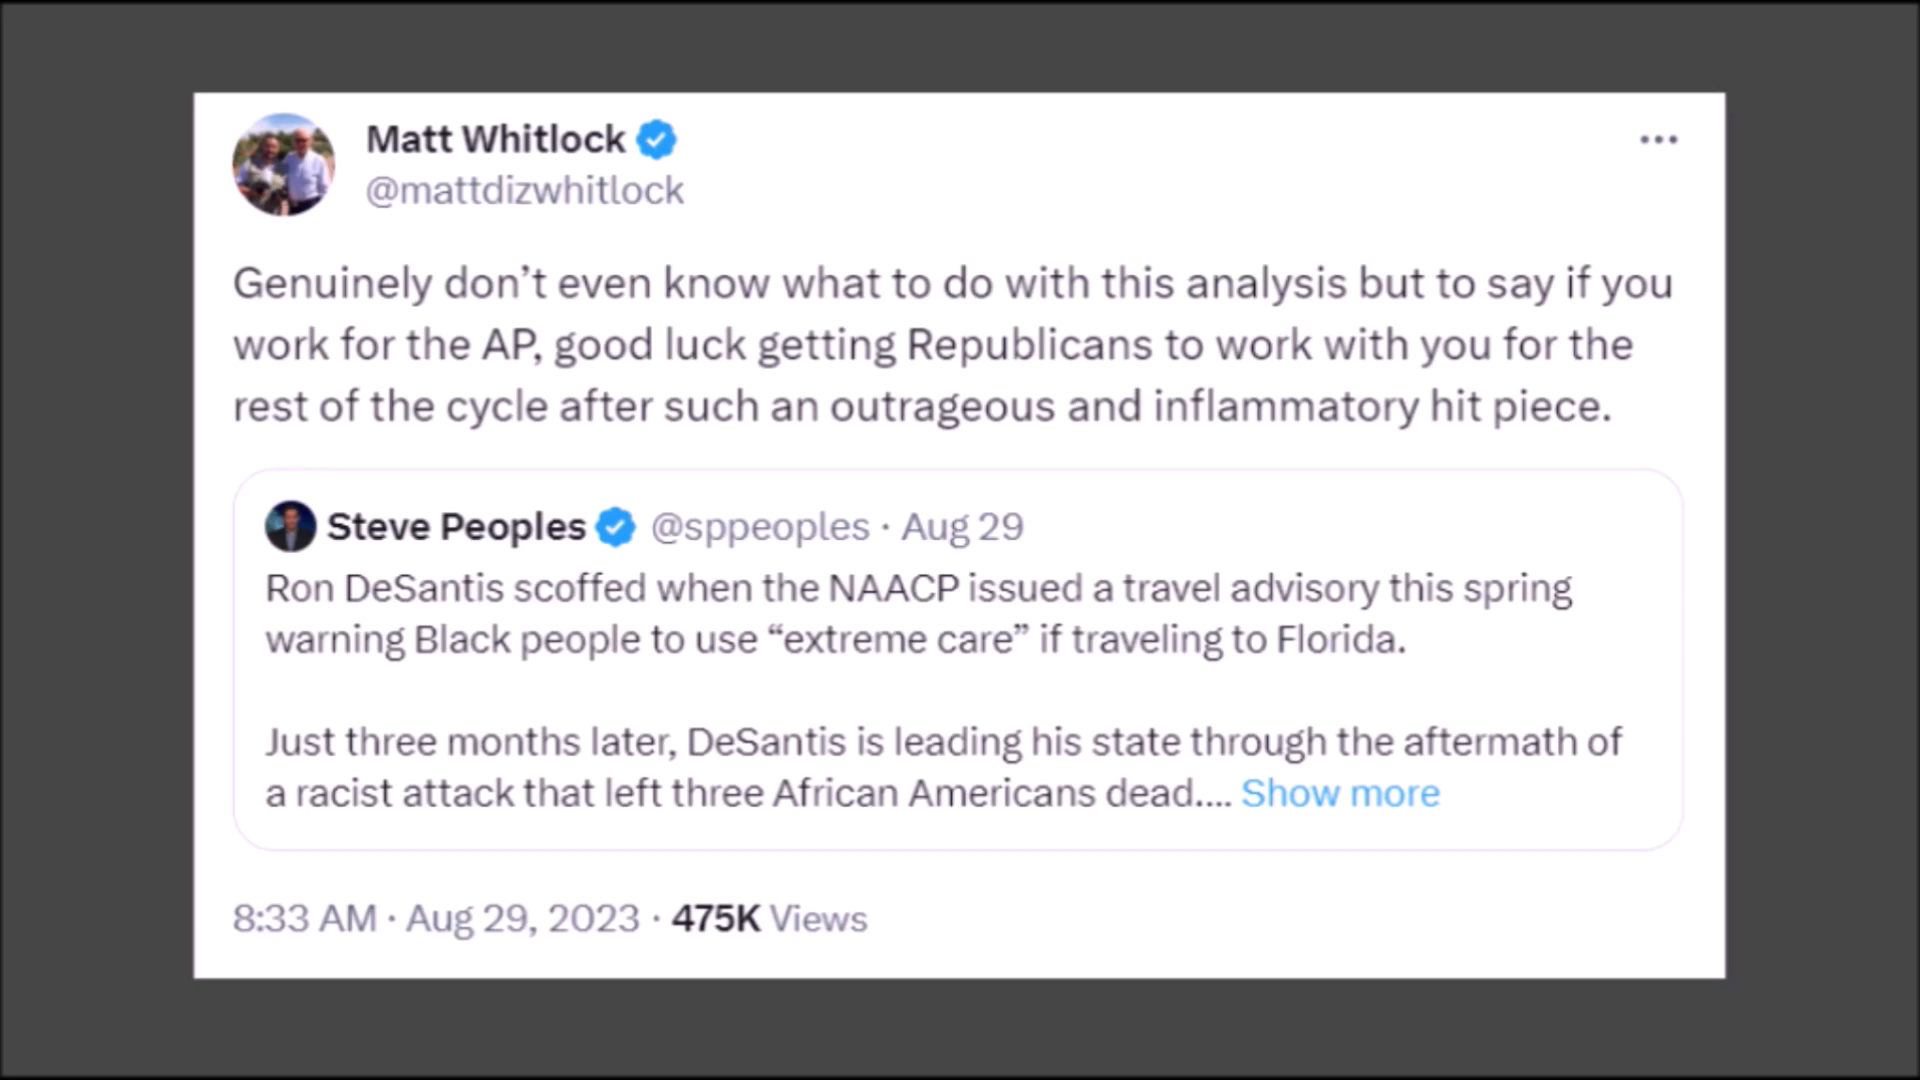 Matt Whitlock
@mattdizwhitlock
Genuinely don’t even know what to do with this analysis but to say if you
work for the AP, good luck getting Republicans to work with you for the
rest of the cycle after such an outrageous and inflammatory hit piece.
Steve Peoples @sppeoples · Aug 29
Ron DeSantis scoffed when the NAACP issued a travel advisory this spring
warning Black people to use “extreme care” if traveling to Florida.
Just three months later, DeSantis is leading his state through the aftermath of
a racist attack that left three African Americans dead.... Show more
8:33 AM · Aug 29, 2023 · 475K Views